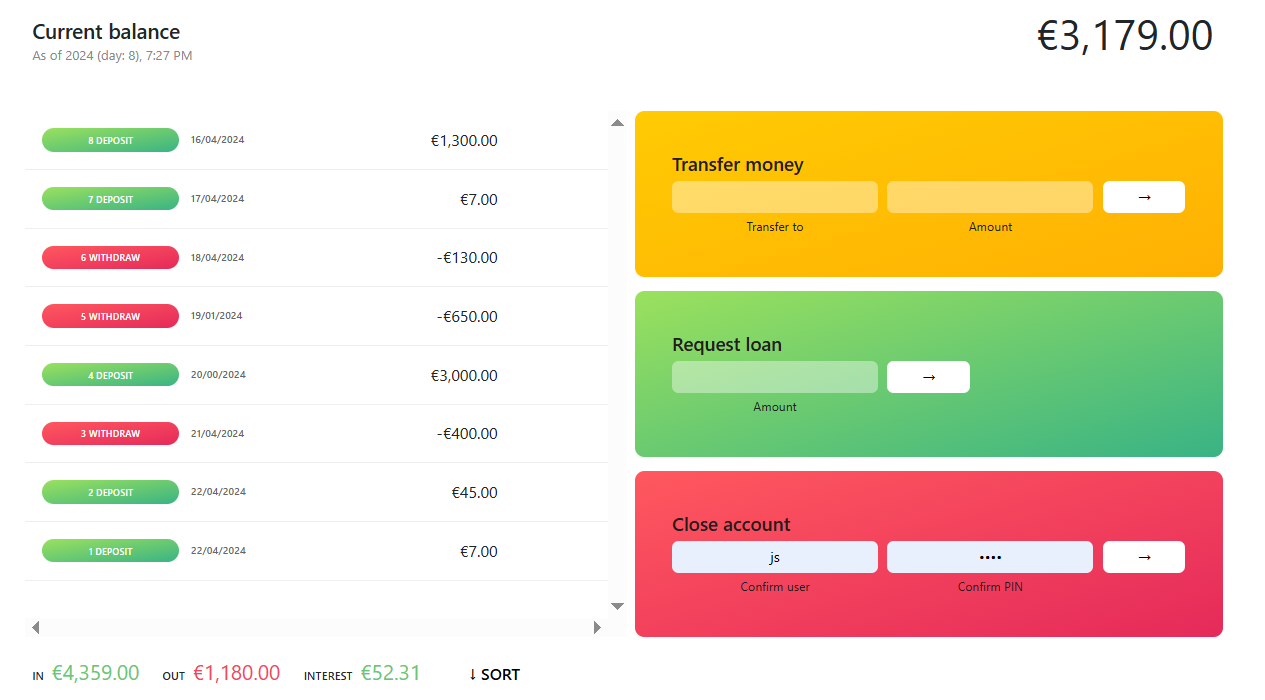 Current balance
€3,179.00
As of 2024 (day: 8), 7:27 PM
8 DEPOSIT 16/04/2024 €1,300.00
7 DEPOSIT 17/04/2024 €7.00
6 WITHDRAW 18/04/2024 -€130.00
5 WITHDRAW 19/01/2024 -€650.00
4 DEPOSIT 20/00/2024 €3,000.00
3 WITHDRAW 21/04/2024 -€400.00
2 DEPOSIT 22/04/2024 €45.00
1 DEPOSIT 22/04/2024 €7.00
IN €4,359.00 OUT €1,180.00 INTEREST €52.31 ↓ SORT
Transfer money
→
Transfer to Amount
Request loan
→
Amount
Close account
js •••• →
Confirm user Confirm PIN